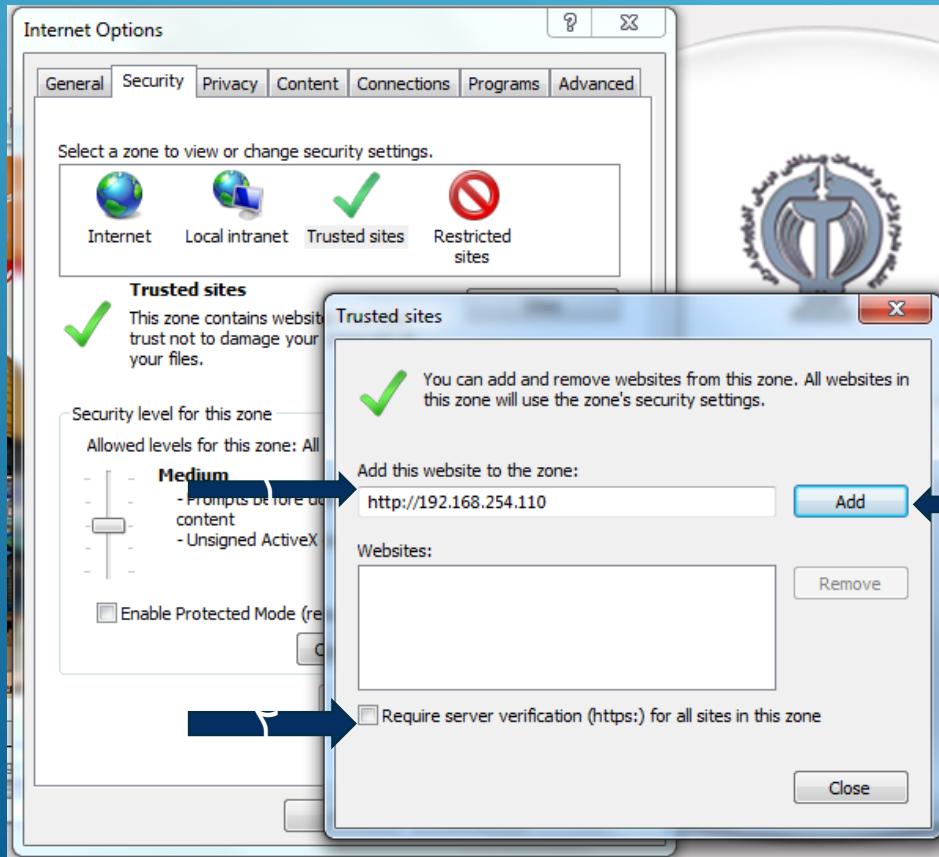 Internet Options
General Security Privacy Content Connections Programs Advanced
Select a zone to view or change security settings.
Internet
Local intranet
Trusted sites
Restricted
sites
Trusted sites
This zone contains
trust not to damage your
your files.
Security level for this zone
Allowed levels for this zone: All
Medium
content
- Unsigned ActiveX
Enable Protected Mode
Trusted sites
You can add and remove websites from this zone. All websites in
this zone will use the zone's security settings.
Add this website to the zone:
http://192.168.254.110
Add
Websites:
Remove
Require server verification (https:) for all sites in this zone
Close